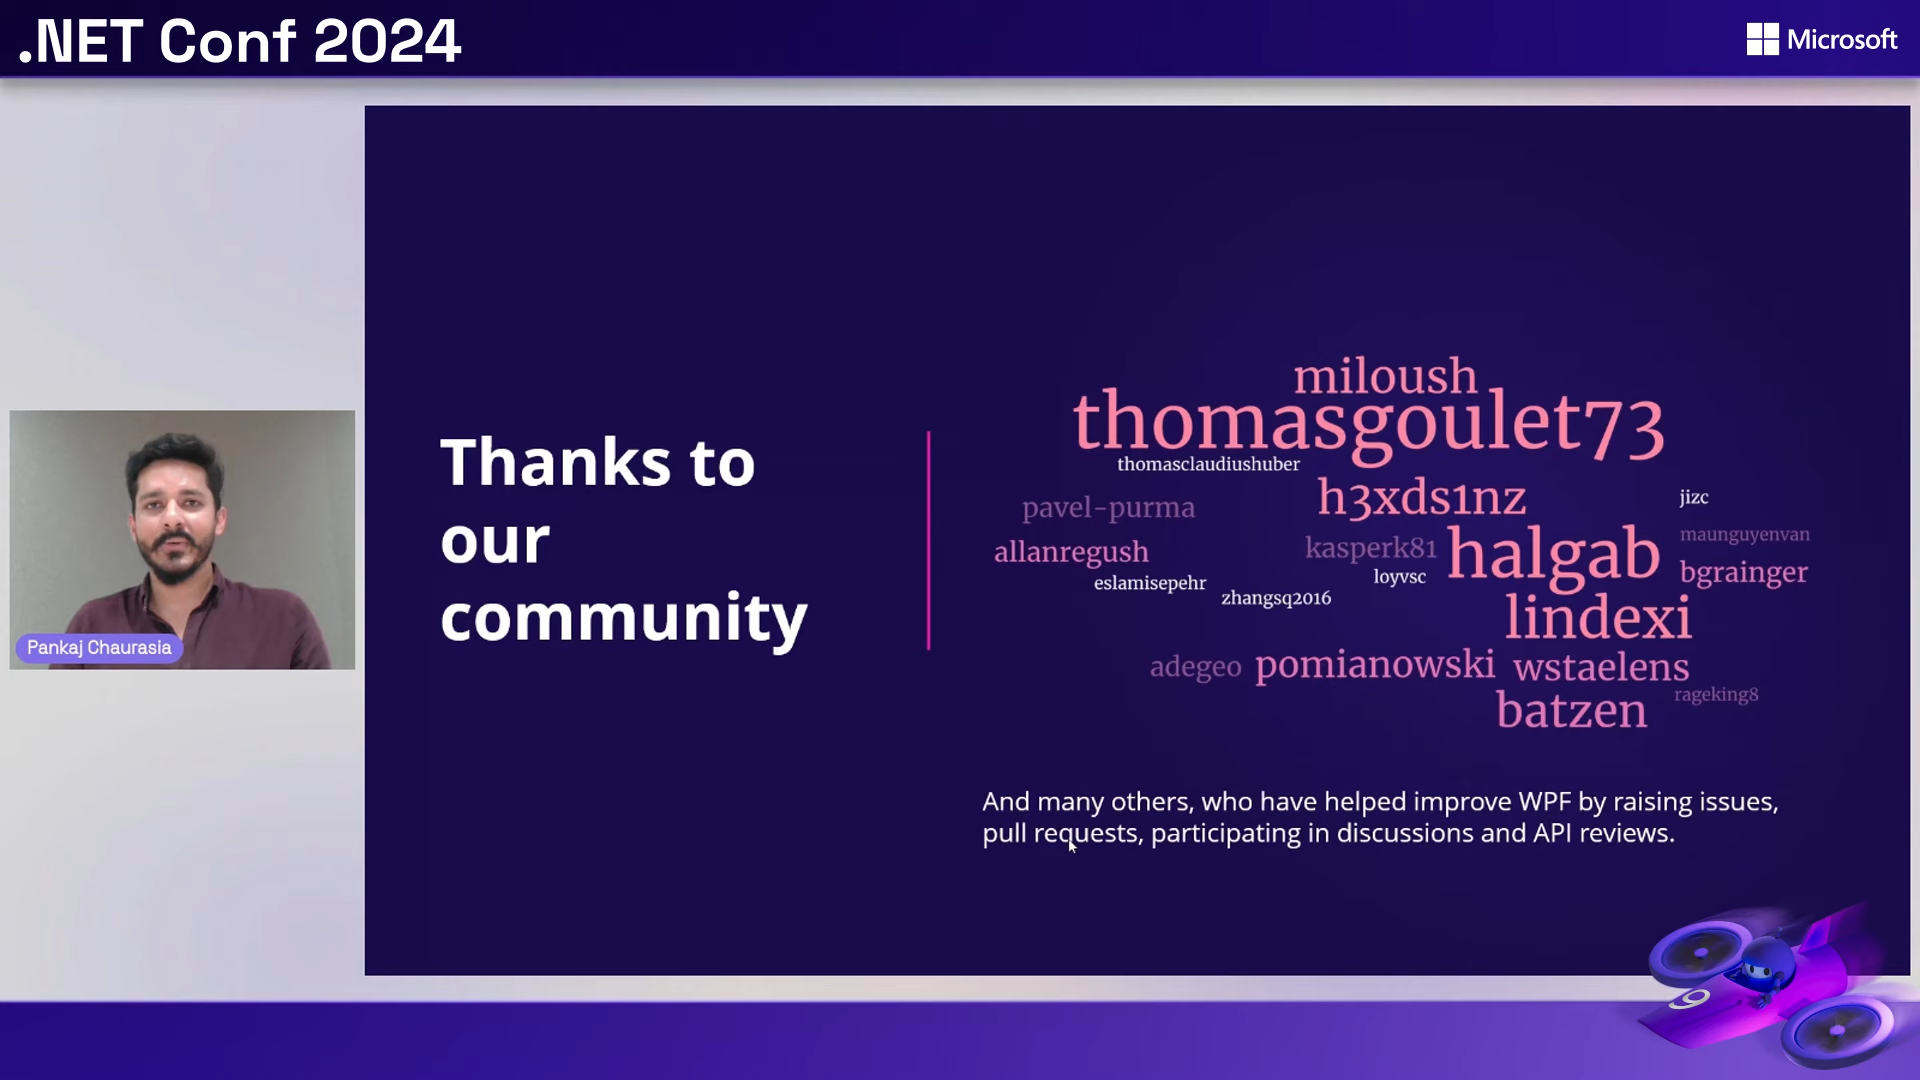 .NET Conf 2024
Microsoft
Thanks to
our
community
miloush
thomasgoulet73
thomasclaudiushuber
h3xds1nz
jizc
pavel-purma
maunguyenvan
allanregush
kasperk81
halgab
bgrainger
loyvsc
eslamisepehr
zhangsq2016
lindexi
adegeo
pomianowski
wstaelens
rageking8
batzen
And many others, who have helped improve WPF by raising issues,
pull requests, participating in discussions and API reviews.
Pankaj Chaurasia
9